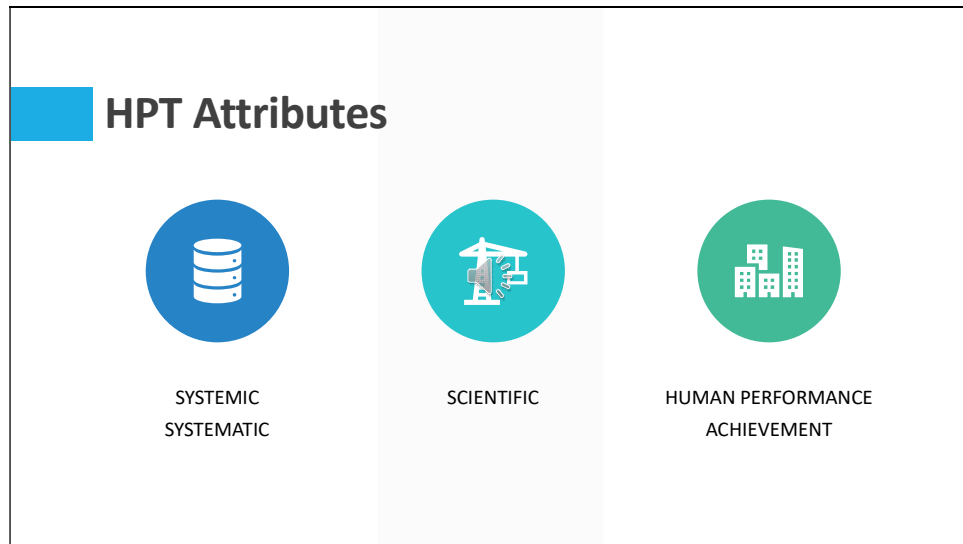 HPT Attributes
SYSTEMIC
SYSTEMATIC
SCIENTIFIC
HUMAN PERFORMANCE
ACHIEVEMENT